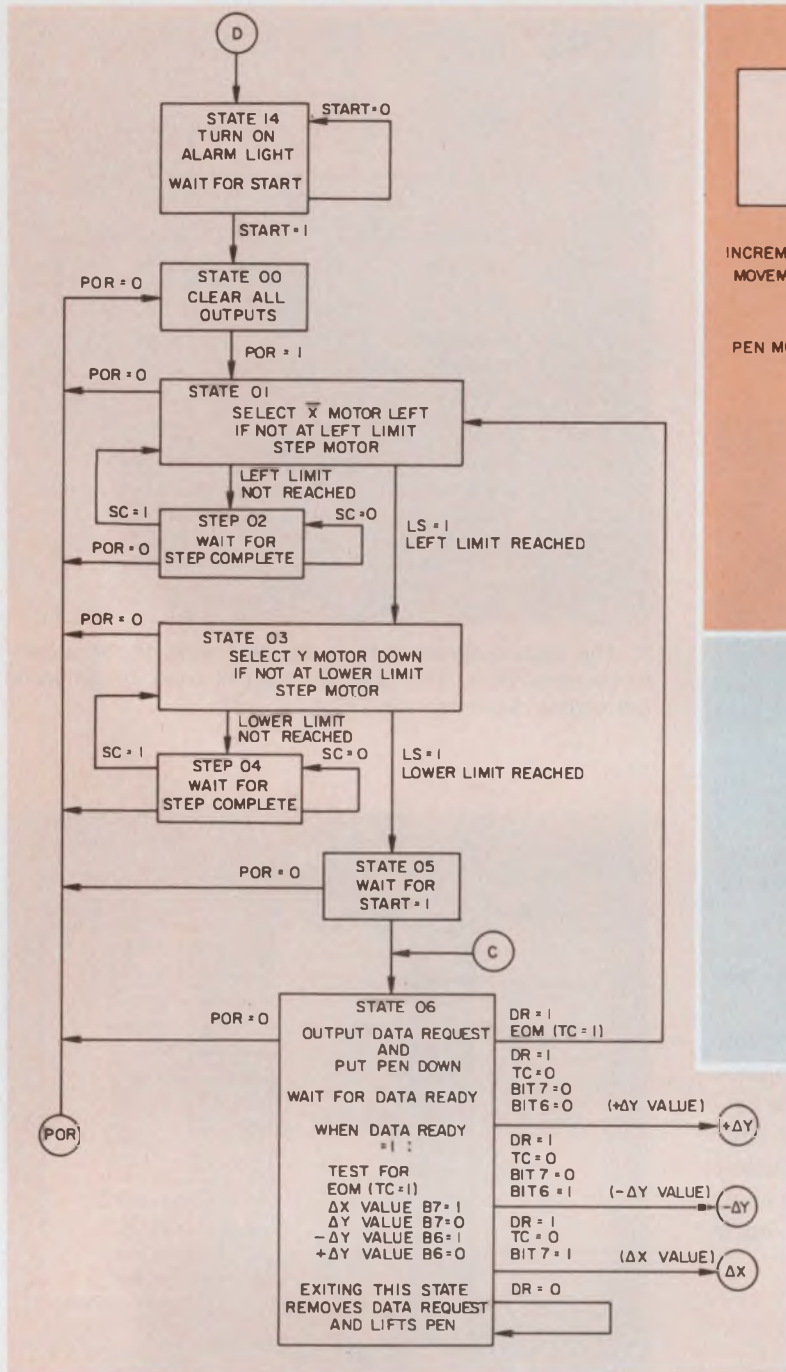 D
STATE 14
TURN ON
ALARM LIGHT
WAIT FOR START
START=0
START=1
POR=0
STATE 00
CLEAR ALL
OUTPUTS
POR=1
POR=0
STATE 01
SELECT X̅ MOTOR LEFT
IF NOT AT LEFT LIMIT
STEP MOTOR
LEFT LIMIT
NOT REACHED
SC=1
STEP 02
WAIT FOR
STEP COMPLETE
SC=0
POR=0
LS=1
LEFT LIMIT REACHED
POR=0
STATE 03
SELECT Y MOTOR DOWN
IF NOT AT LOWER LIMIT
STEP MOTOR
LOWER LIMIT
NOT REACHED
SC=1
STEP 04
WAIT FOR
STEP COMPLETE
SC=0
LS=1
LOWER LIMIT REACHED
POR=0
STATE 05
WAIT FOR
START=1
C
POR=0
STATE 06
OUTPUT DATA REQUEST
AND
PUT PEN DOWN
WAIT FOR DATA READY
WHEN DATA READY
=1 :
TEST FOR
EOM (TC=1)
ΔX VALUE B7=1
ΔY VALUE B7=0
-ΔY VALUE B6=1
+ΔY VALUE B6=0
EXITING THIS STATE
REMOVES DATA REQUEST
AND LIFTS PEN
DR=1
EOM (TC=1)
DR=1
TC=0
BIT7=0
BIT6=0 (+ΔY VALUE)
+ΔY
DR=1
TC=0
BIT7=0
BIT6=1 (-ΔY VALUE)
-ΔY
DR=1
TC=0
BIT7=1 (ΔX VALUE)
ΔX
DR=0
POR
INCREM
MOVEM
PEN M